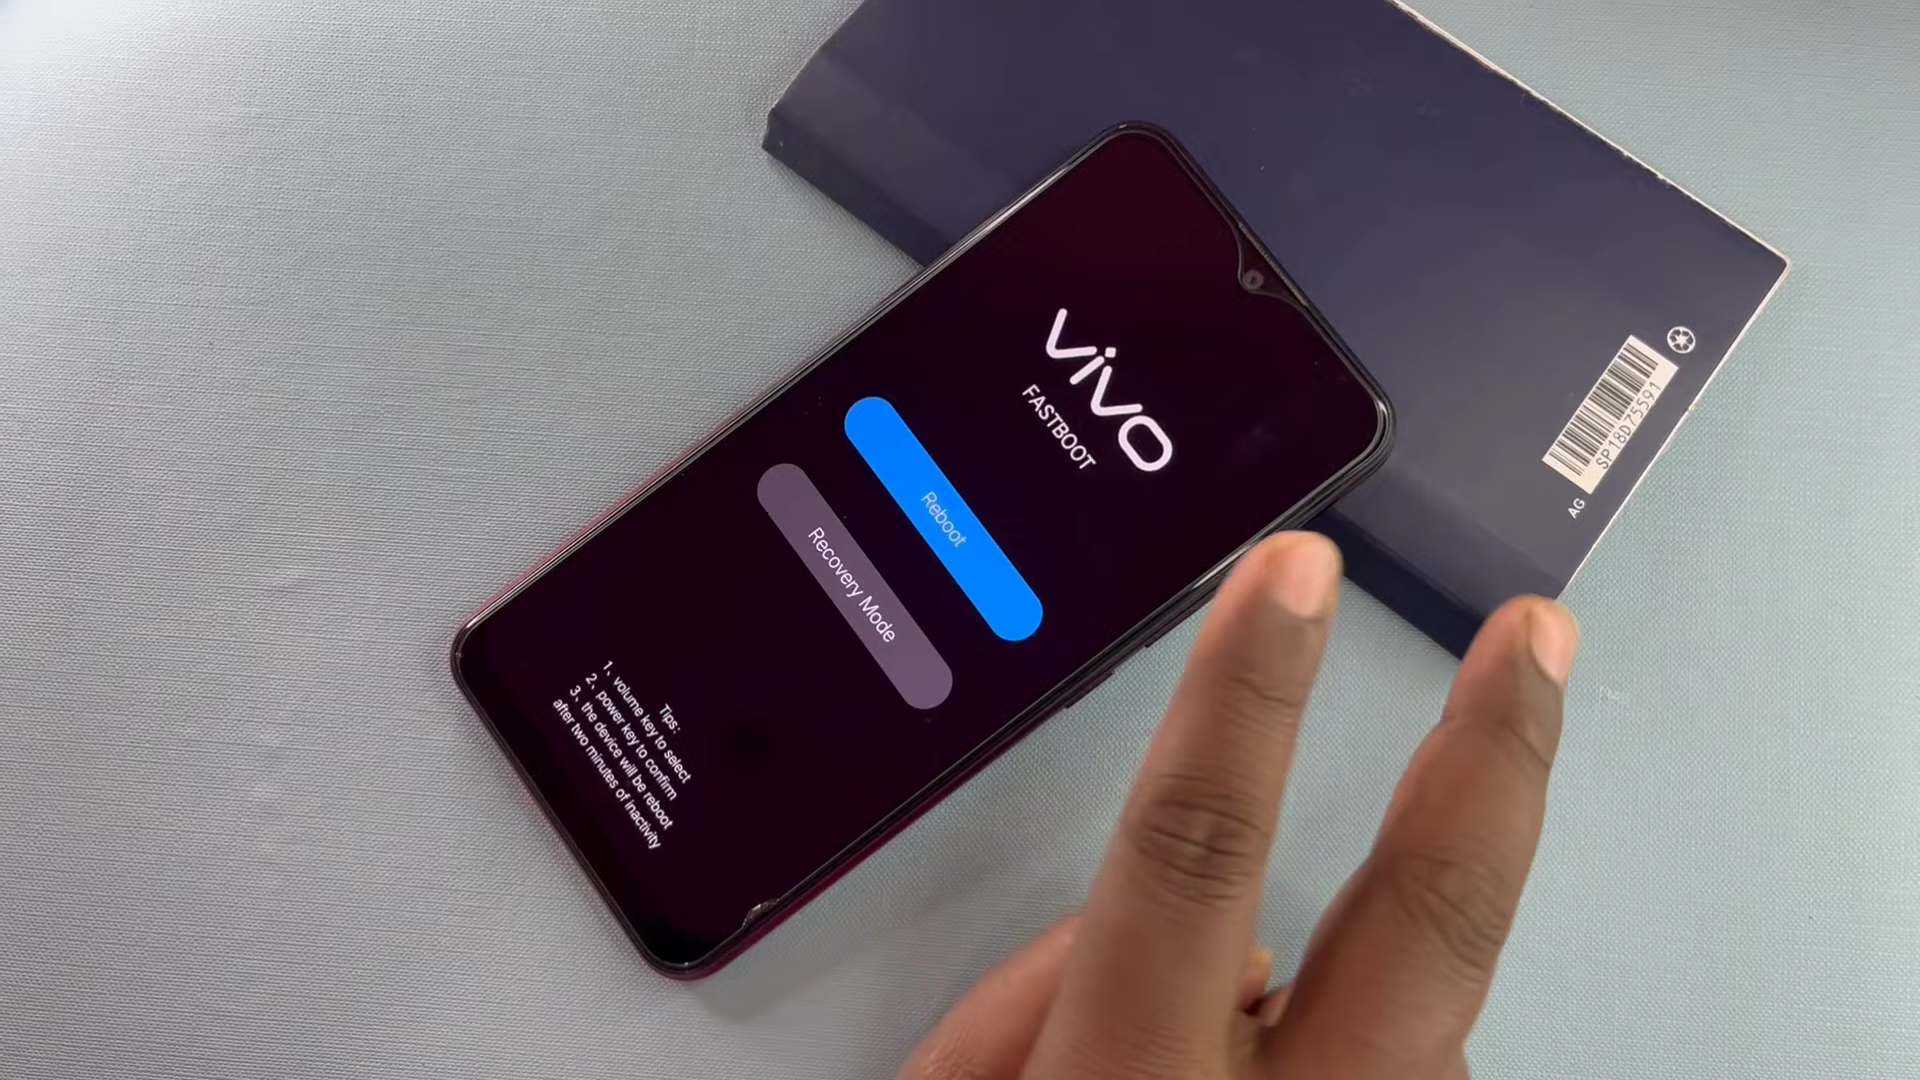 vivo
FASTBOOT
Reboot
Recovery Mode
Tips:
1、volume key to select
2、power key to confirm
3、the device will be reboot
after two minutes of inactivity
SP18D75591
AG